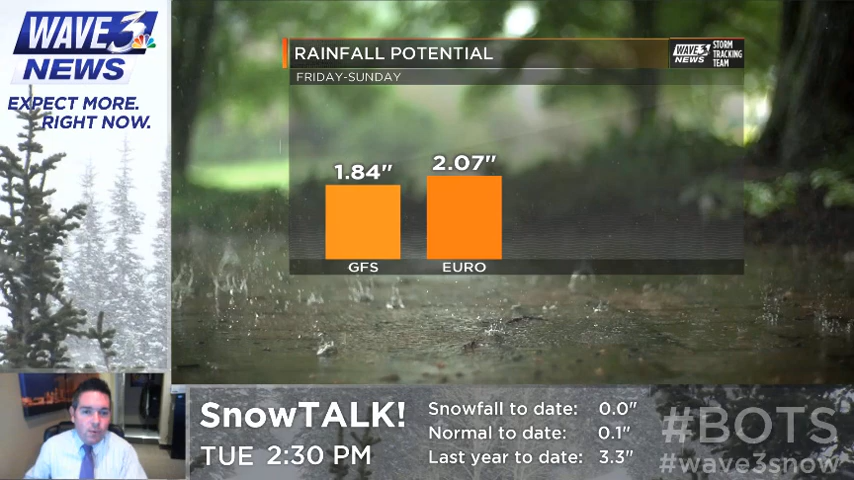 WAVE 3
NEWS
EXPECT MORE.
RIGHT NOW.
RAINFALL POTENTIAL
WAVE 3
NEWS
STORM
TRACKING
TEAM
FRIDAY-SUNDAY
1.84"
2.07"
GFS
EURO
SnowTALK!
TUE 2:30 PM
Snowfall to date: 0.0"
Normal to date: 0.1"
Last year to date: 3.3"
#BOTS
#wave3snow